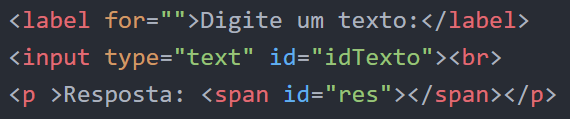 <label for="">Digite um texto:</label>
<input type="text" id="idTexto"><br>
<p >Resposta: <span id="res"></span></p>